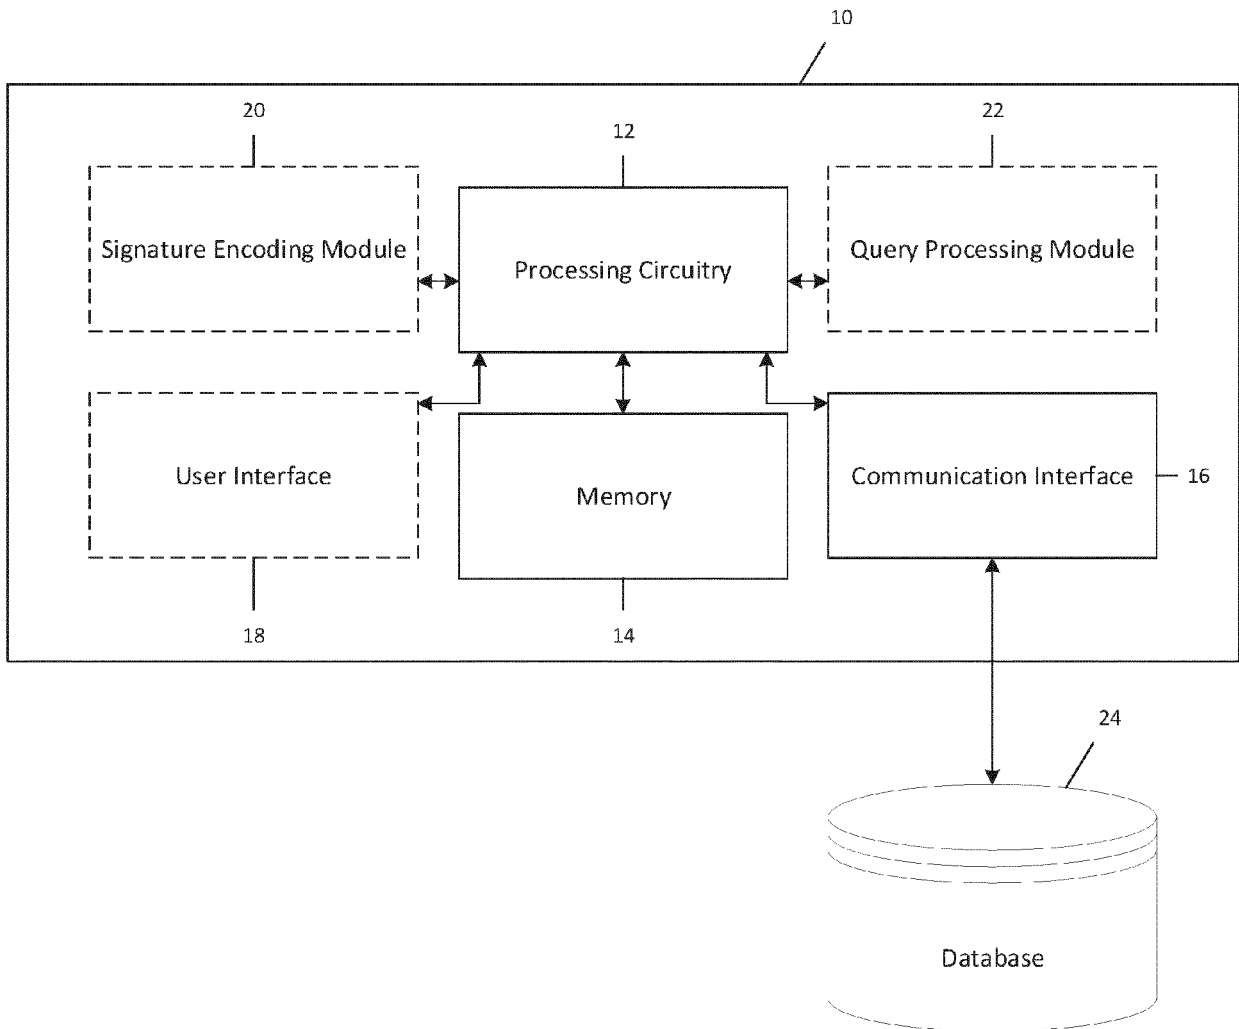 10
20
12
22
Signature Encoding Module
Processing Circuitry
Query Processing Module
User Interface
Memory
Communication Interface
16
18
14
24
Database